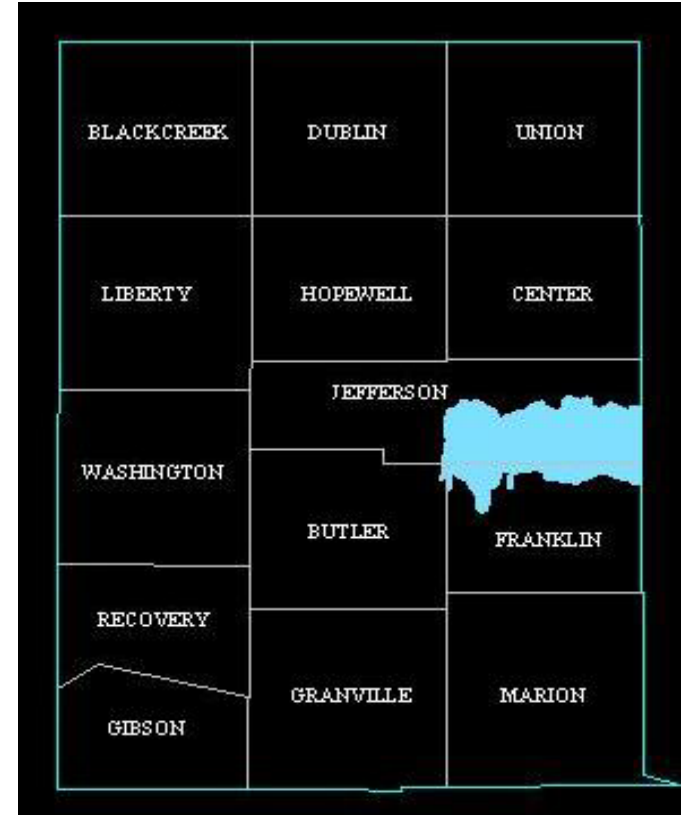 BLACKCREEK DUBLIN UNION
LIBERTY HOPEWELL CENTER
JEFFERSON
WASHINGTON
BUTLER FRANKLIN
RECOVERY
GRANVILLE MARION
GIBSON